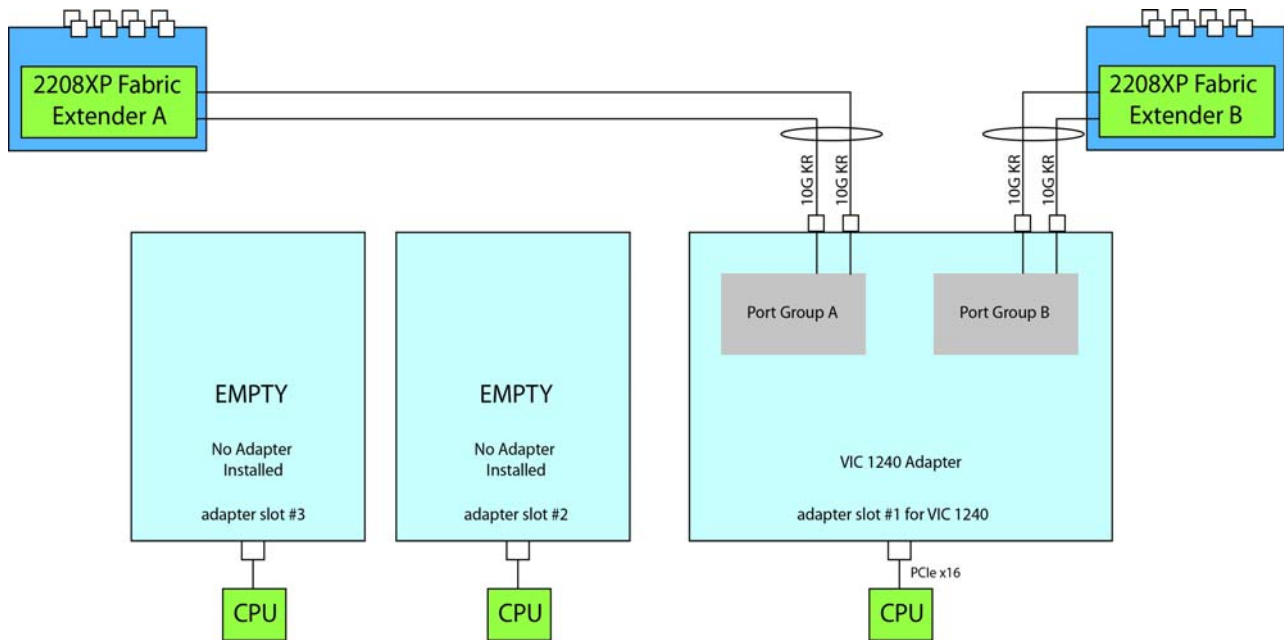 2208XP Fabric
Extender A
2208XP Fabric
Extender B
10G KR
10G KR
10G KR
10G KR
Port Group A
Port Group B
EMPTY
No Adapter
Installed
adapter slot #3
EMPTY
No Adapter
Installed
adapter slot #2
VIC 1240 Adapter
adapter slot #1 for VIC 1240
PCIe x16
CPU
CPU
CPU